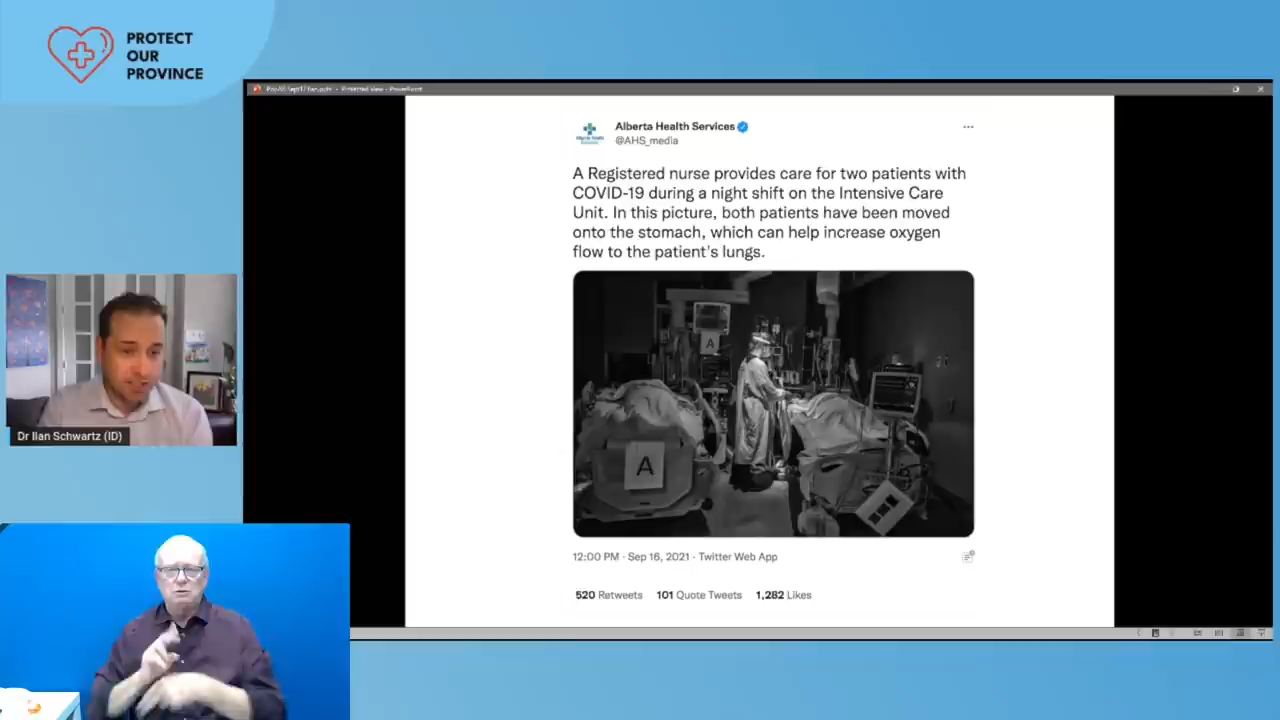 PROTECT
OUR
PROVINCE
Alberta Health Services
@AHS_media
A Registered nurse provides care for two patients with
COVID-19 during a night shift on the Intensive Care
Unit. In this picture, both patients have been moved
onto the stomach, which can help increase oxygen
flow to the patient's lungs.
A
A
12:00 PM · Sep 16, 2021 · Twitter Web App
520 Retweets 101 Quote Tweets 1,282 Likes
Dr Ilan Schwartz (ID)